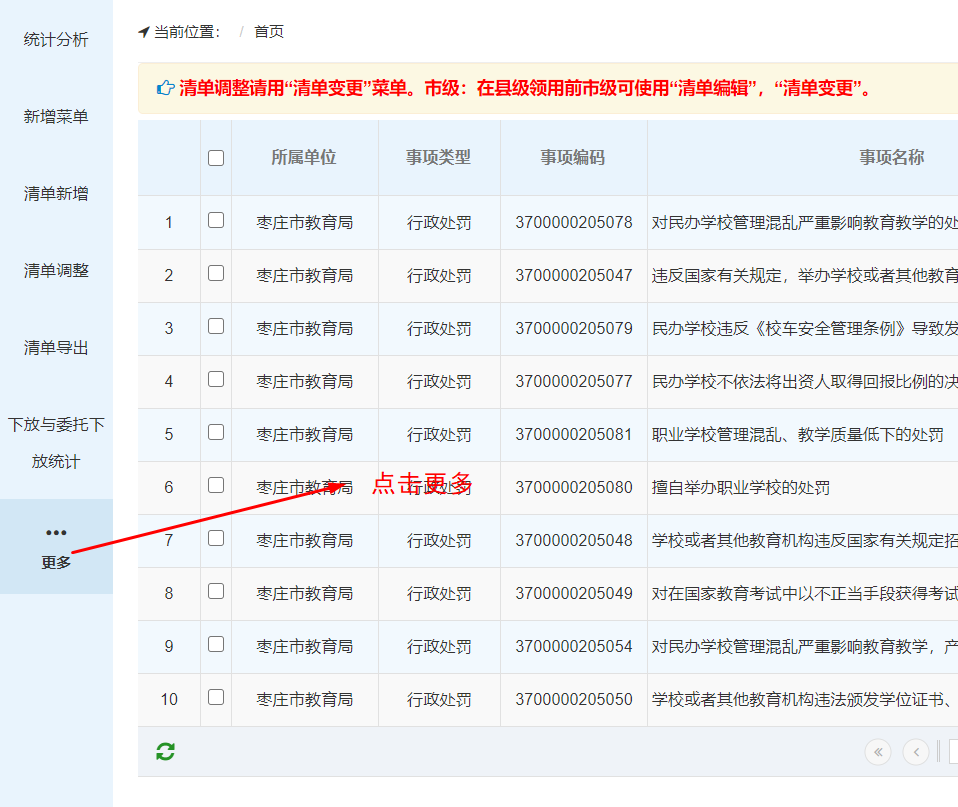 统计分析
新增菜单
清单新增
清单调整
清单导出
下放与委托下
放统计
•••
更多
当前位置： / 首页
清单调整请用“清单变更”菜单。市级：在县级领用前市级可使用“清单编辑”，“清单变更”。
所属单位 事项类型 事项编码 事项名称
1 枣庄市教育局 行政处罚 3700000205078 对民办学校管理混乱严重影响教育教学的处
2 枣庄市教育局 行政处罚 3700000205047 违反国家有关规定，举办学校或者其他教育
3 枣庄市教育局 行政处罚 3700000205079 民办学校违反《校车安全管理条例》导致发
4 枣庄市教育局 行政处罚 3700000205077 民办学校不依法将出资人取得回报比例的决
5 枣庄市教育局 行政处罚 3700000205081 职业学校管理混乱、教学质量低下的处罚
6 枣庄市教育局 行政处罚 3700000205080 擅自举办职业学校的处罚
点击更多
7 枣庄市教育局 行政处罚 3700000205048 学校或者其他教育机构违反国家有关规定招
8 枣庄市教育局 行政处罚 3700000205049 对在国家教育考试中以不正当手段获得考试
9 枣庄市教育局 行政处罚 3700000205054 对民办学校管理混乱严重影响教育教学，产
10 枣庄市教育局 行政处罚 3700000205050 学校或者其他教育机构违法颁发学位证书、